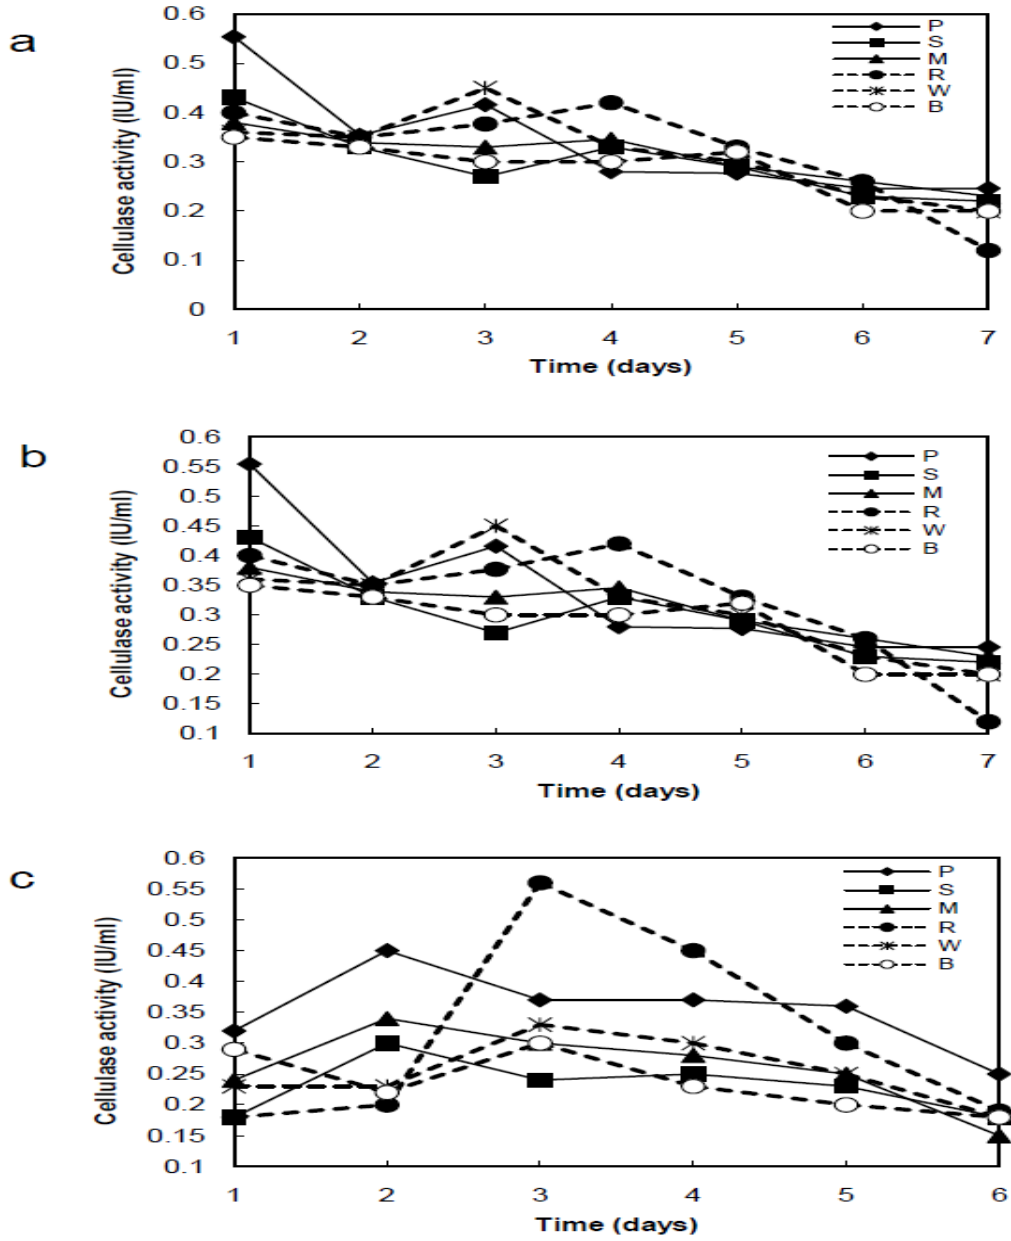 a
Cellulase activity (IU/ml)
0.6
0.5
0.4
0.3
0.2
0.1
0
1 2 3 4 5 6 7
Time (days)
P
S
M
R
W
B
b
Cellulase activity (IU/ml)
0.6
0.55
0.5
0.45
0.4
0.35
0.3
0.25
0.2
0.15
0.1
1 2 3 4 5 6 7
Time (days)
P
S
M
R
W
B
c
Cellulase activity (IU/ml)
0.6
0.55
0.5
0.45
0.4
0.35
0.3
0.25
0.2
0.15
0.1
1 2 3 4 5 6
Time (days)
P
S
M
R
W
B